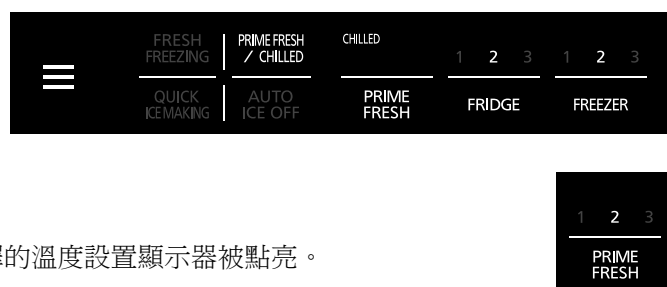 FRESH FREEZING
PRIME FRESH / CHILLED
CHILLED
1 2 3
1 2 3
QUICK ICEMAKING
AUTO ICE OFF
PRIME FRESH
FRIDGE
FREEZER
1 2 3
PRIME FRESH
的溫度設置顯示器被點亮。